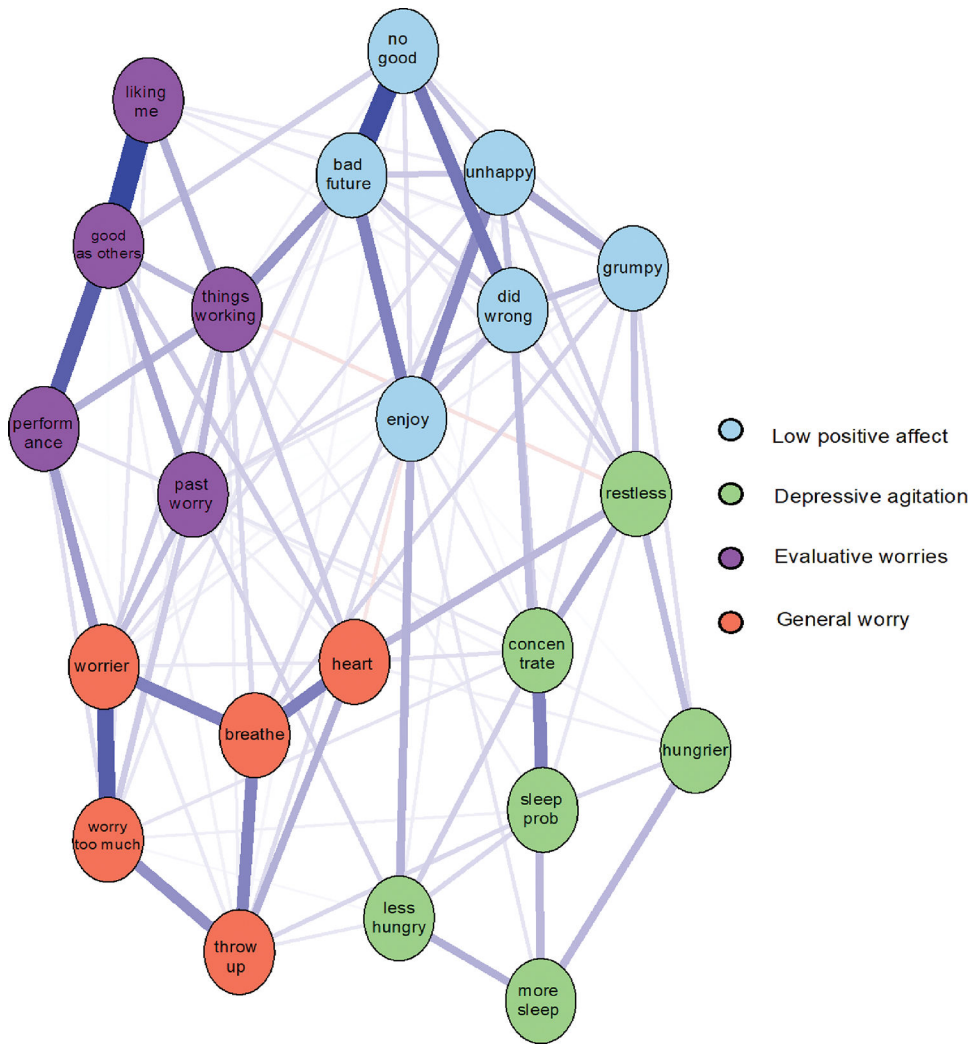 no
good
liking
me
bad
future
unhappy
good
as others
grumpy
things
working
did
wrong
enjoy
perform
ance
Low positive affect
past
worry
restless
Depressive agitation
Evaluative worries
General worry
concen
trate
worrier
heart
breathe
hungrier
sleep
prob
worry
too much
less
hungry
throw
up
more
sleep